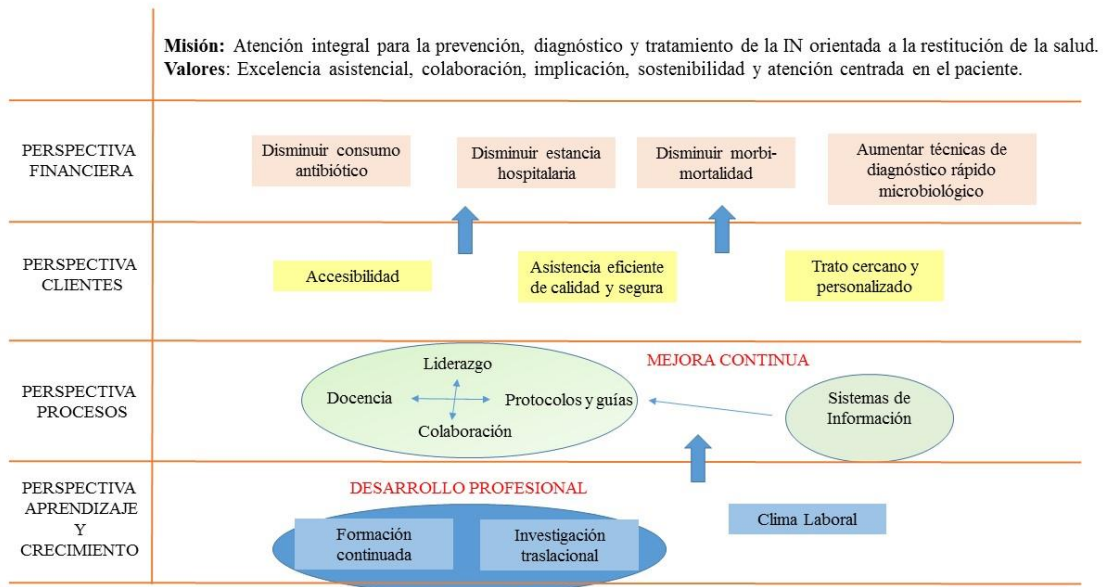 Misión: Atención integral para la prevención, diagnóstico y tratamiento de la IN orientada a la restitución de la salud.
Valores: Excelencia asistencial, colaboración, implicación, sostenibilidad y atención centrada en el paciente.
PERSPECTIVA
FINANCIERA
Disminuir consumo
antibiótico
Disminuir estancia
hospitalaria
Disminuir morbi-
mortalidad
Aumentar técnicas de
diagnóstico rápido
microbiológico
PERSPECTIVA
CLIENTES
Accesibilidad
Asistencia eficiente
de calidad y segura
Trato cercano y
personalizado
PERSPECTIVA
PROCESOS
MEJORA CONTINUA
Liderazgo
Docencia
Protocolos y guías
Colaboración
Sistemas de
Información
PERSPECTIVA
APRENDIZAJE
Y
CRECIMIENTO
DESARROLLO PROFESIONAL
Formación
continuada
Investigación
traslacional
Clima Laboral